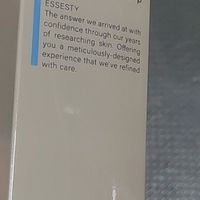 ESSESTY
The answer we arrived at with
confidence through our years
of researching skin. Offering
you a meticulously-designed
experience that we've refined
with care.